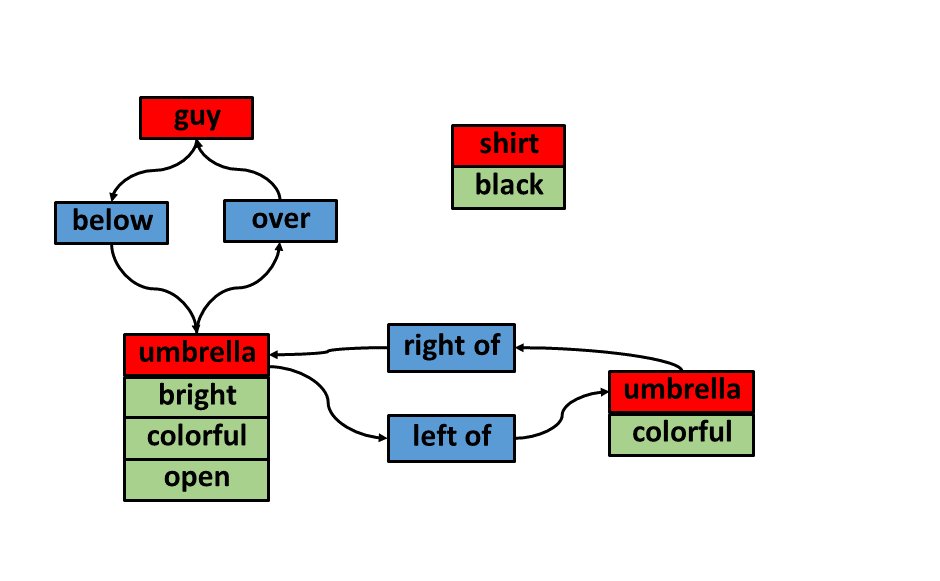 guy
shirt
black
below
over
umbrella
bright
colorful
open
right of
left of
umbrella
colorful